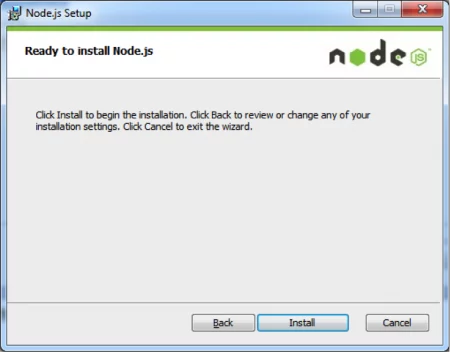 Node.js Setup
Ready to install Node.js
node JS
Click Install to begin the installation. Click Back to review or change any of your
installation settings. Click Cancel to exit the wizard.
Back Install Cancel